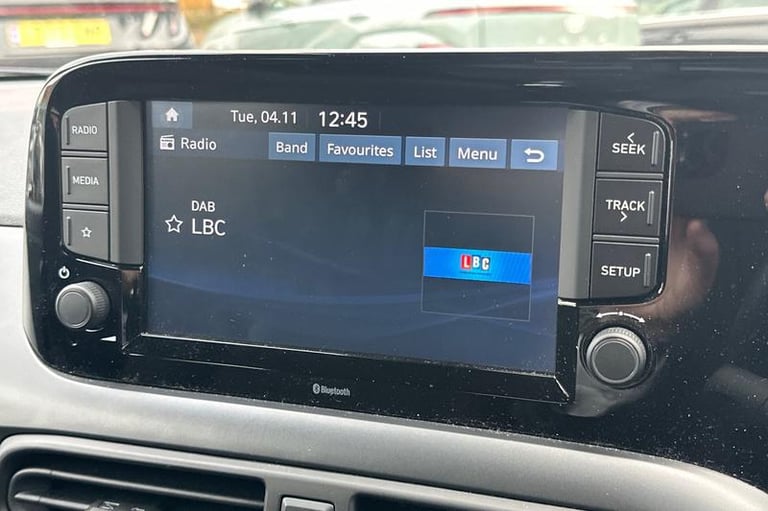 Tue, 04.11 12:45
Radio
Band Favourites List Menu
DAB
LBC
LBC
RADIO
MEDIA
< SEEK
TRACK >
SETUP
Bluetooth